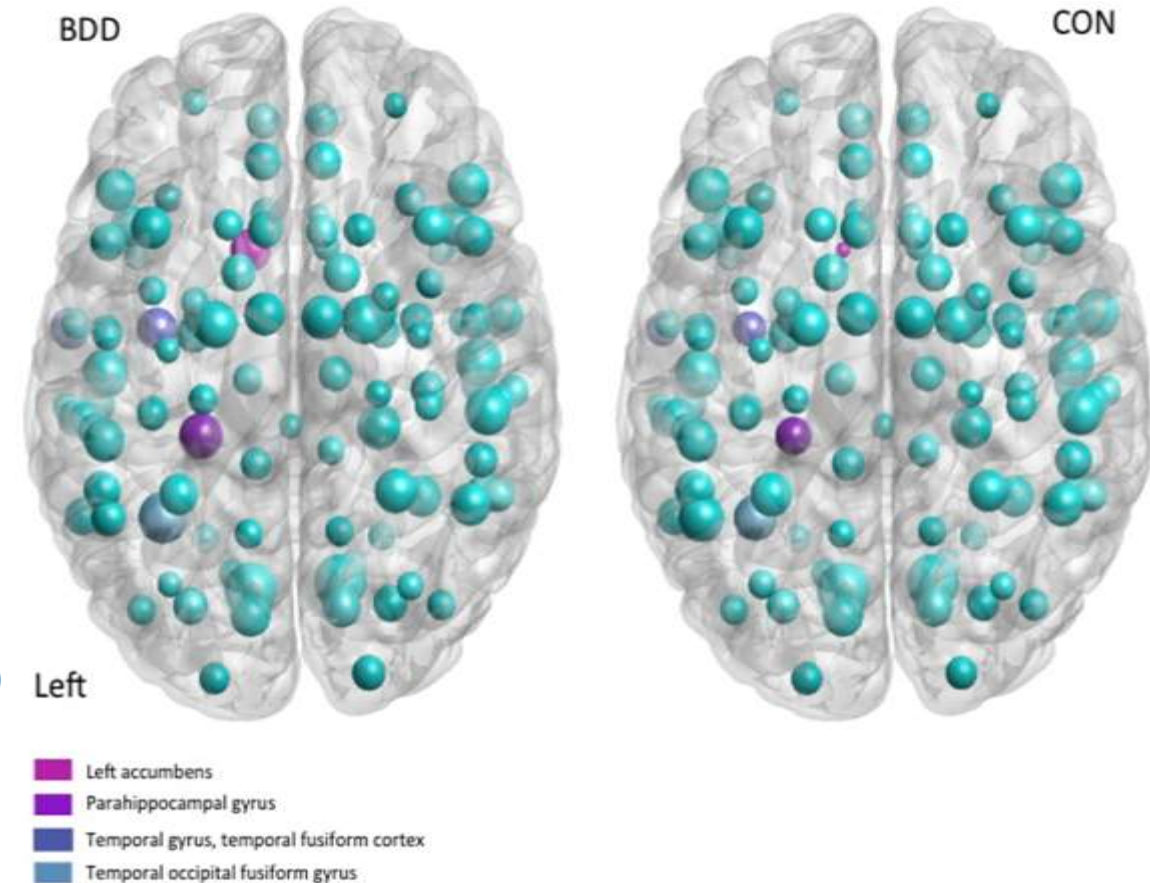 BDD
CON
Left
Left accumbens
Parahippocampal gyrus
Temporal gyrus, temporal fusiform cortex
Temporal occipital fusiform gyrus